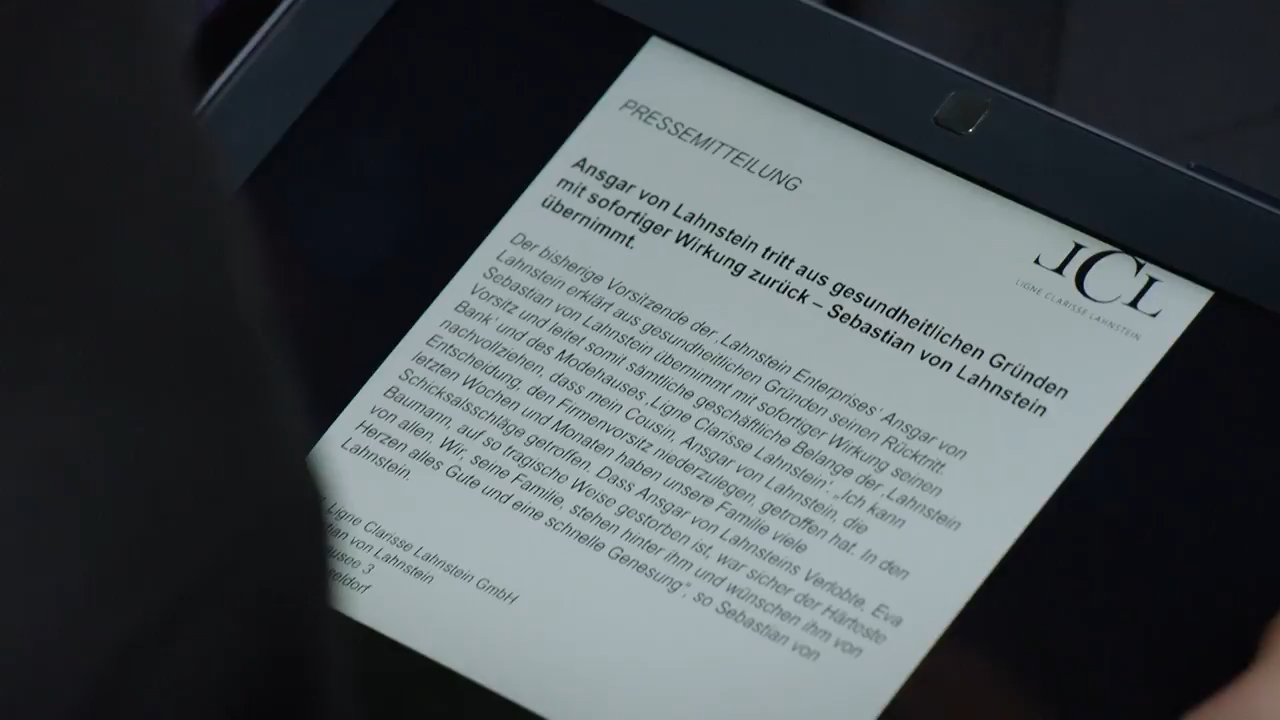 PRESSEMITTEILUNG
LCL
LIGNE CLARISSE LAHNSTEIN
Ansgar von Lahnstein tritt aus gesundheitlichen Gründen
mit sofortiger Wirkung zurück – Sebastian von Lahnstein
übernimmt.
Der bisherige Vorsitzende der ‚Lahnstein Enterprises' Ansgar von
Lahnstein erklärt aus gesundheitlichen Gründen seinen Rücktritt.
Sebastian von Lahnstein übernimmt mit sofortiger Wirkung seinen
Vorsitz und leitet somit sämtliche geschäftliche Belange der ‚Lahnstein
Bank' und des Modehauses ‚Ligne Clarisse Lahnstein'. „Ich kann
nachvollziehen, dass mein Cousin, Ansgar von Lahnstein, die
Entscheidung, den Firmenvorsitz niederzulegen, getroffen hat. In den
letzten Wochen und Monaten haben unsere Familie viele
Schicksalsschläge getroffen. Dass Ansgar von Lahnsteins Verlobte, Eva
Baumann, auf so tragische Weise gestorben ist, war sicher der Härteste
von allen. Wir, seine Familie, stehen hinter ihm und wünschen ihm von
Herzen alles Gute und eine schnelle Genesung", so Sebastian von
Lahnstein.
Ligne Clarisse Lahnstein GmbH
von Lahnstein
3